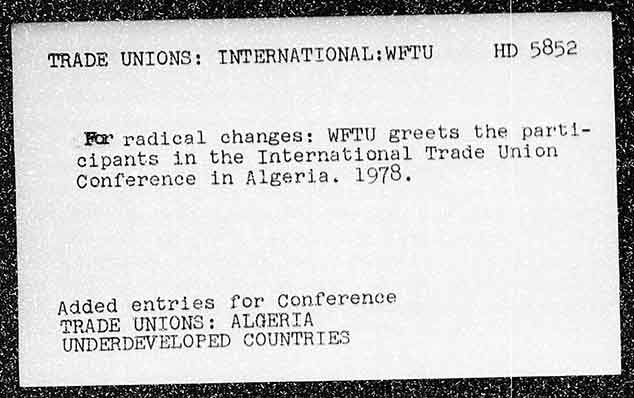 TRADE UNIONS: INTERNATIONAL:WFTU HD 5852
For radical changes: WFTU greets the parti-
cipants in the International Trade Union
Conference in Algeria. 1978.
Added entries for Conference
TRADE UNIONS: ALGERIA
UNDERDEVELOPED COUNTRIES